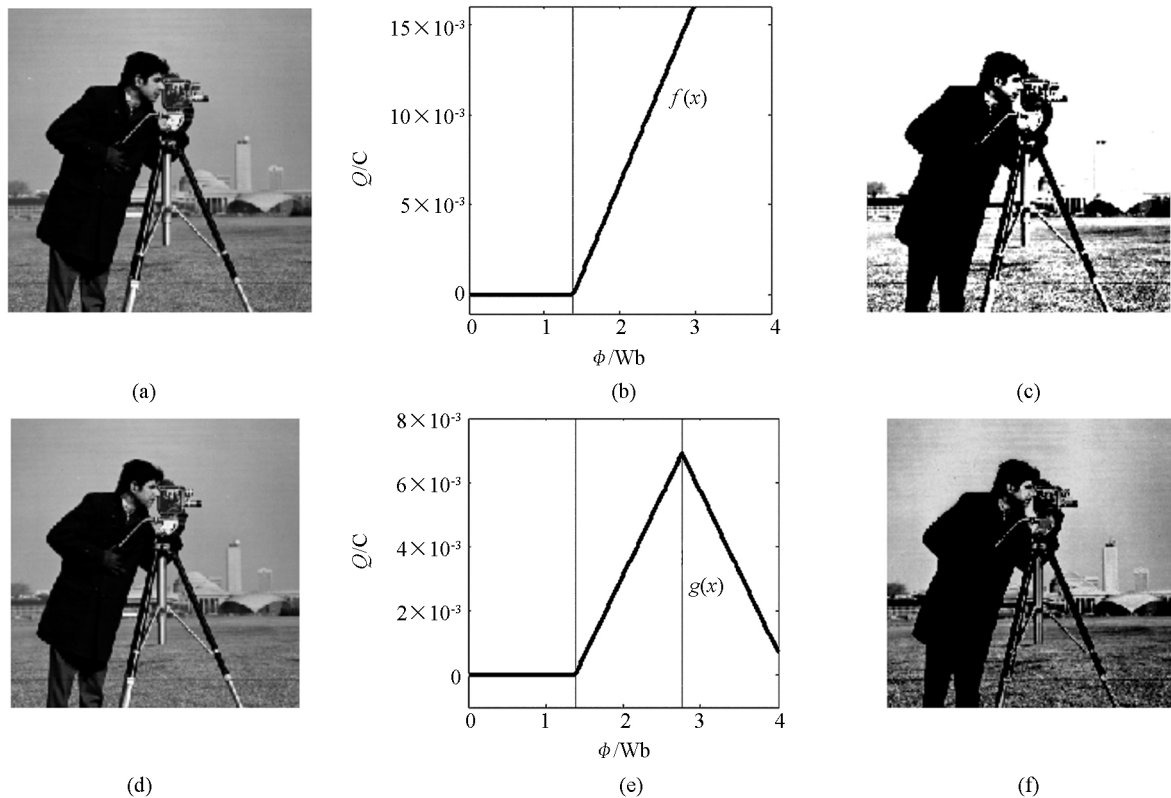 15×10⁻³
10×10⁻³
5×10⁻³
0
Q/C
f(x)
0 1 2 3 4
Φ/Wb
(a) (b) (c)
8×10⁻³
6×10⁻³
4×10⁻³
2×10⁻³
0
Q/C
g(x)
0 1 2 3 4
Φ/Wb
(d) (e) (f)